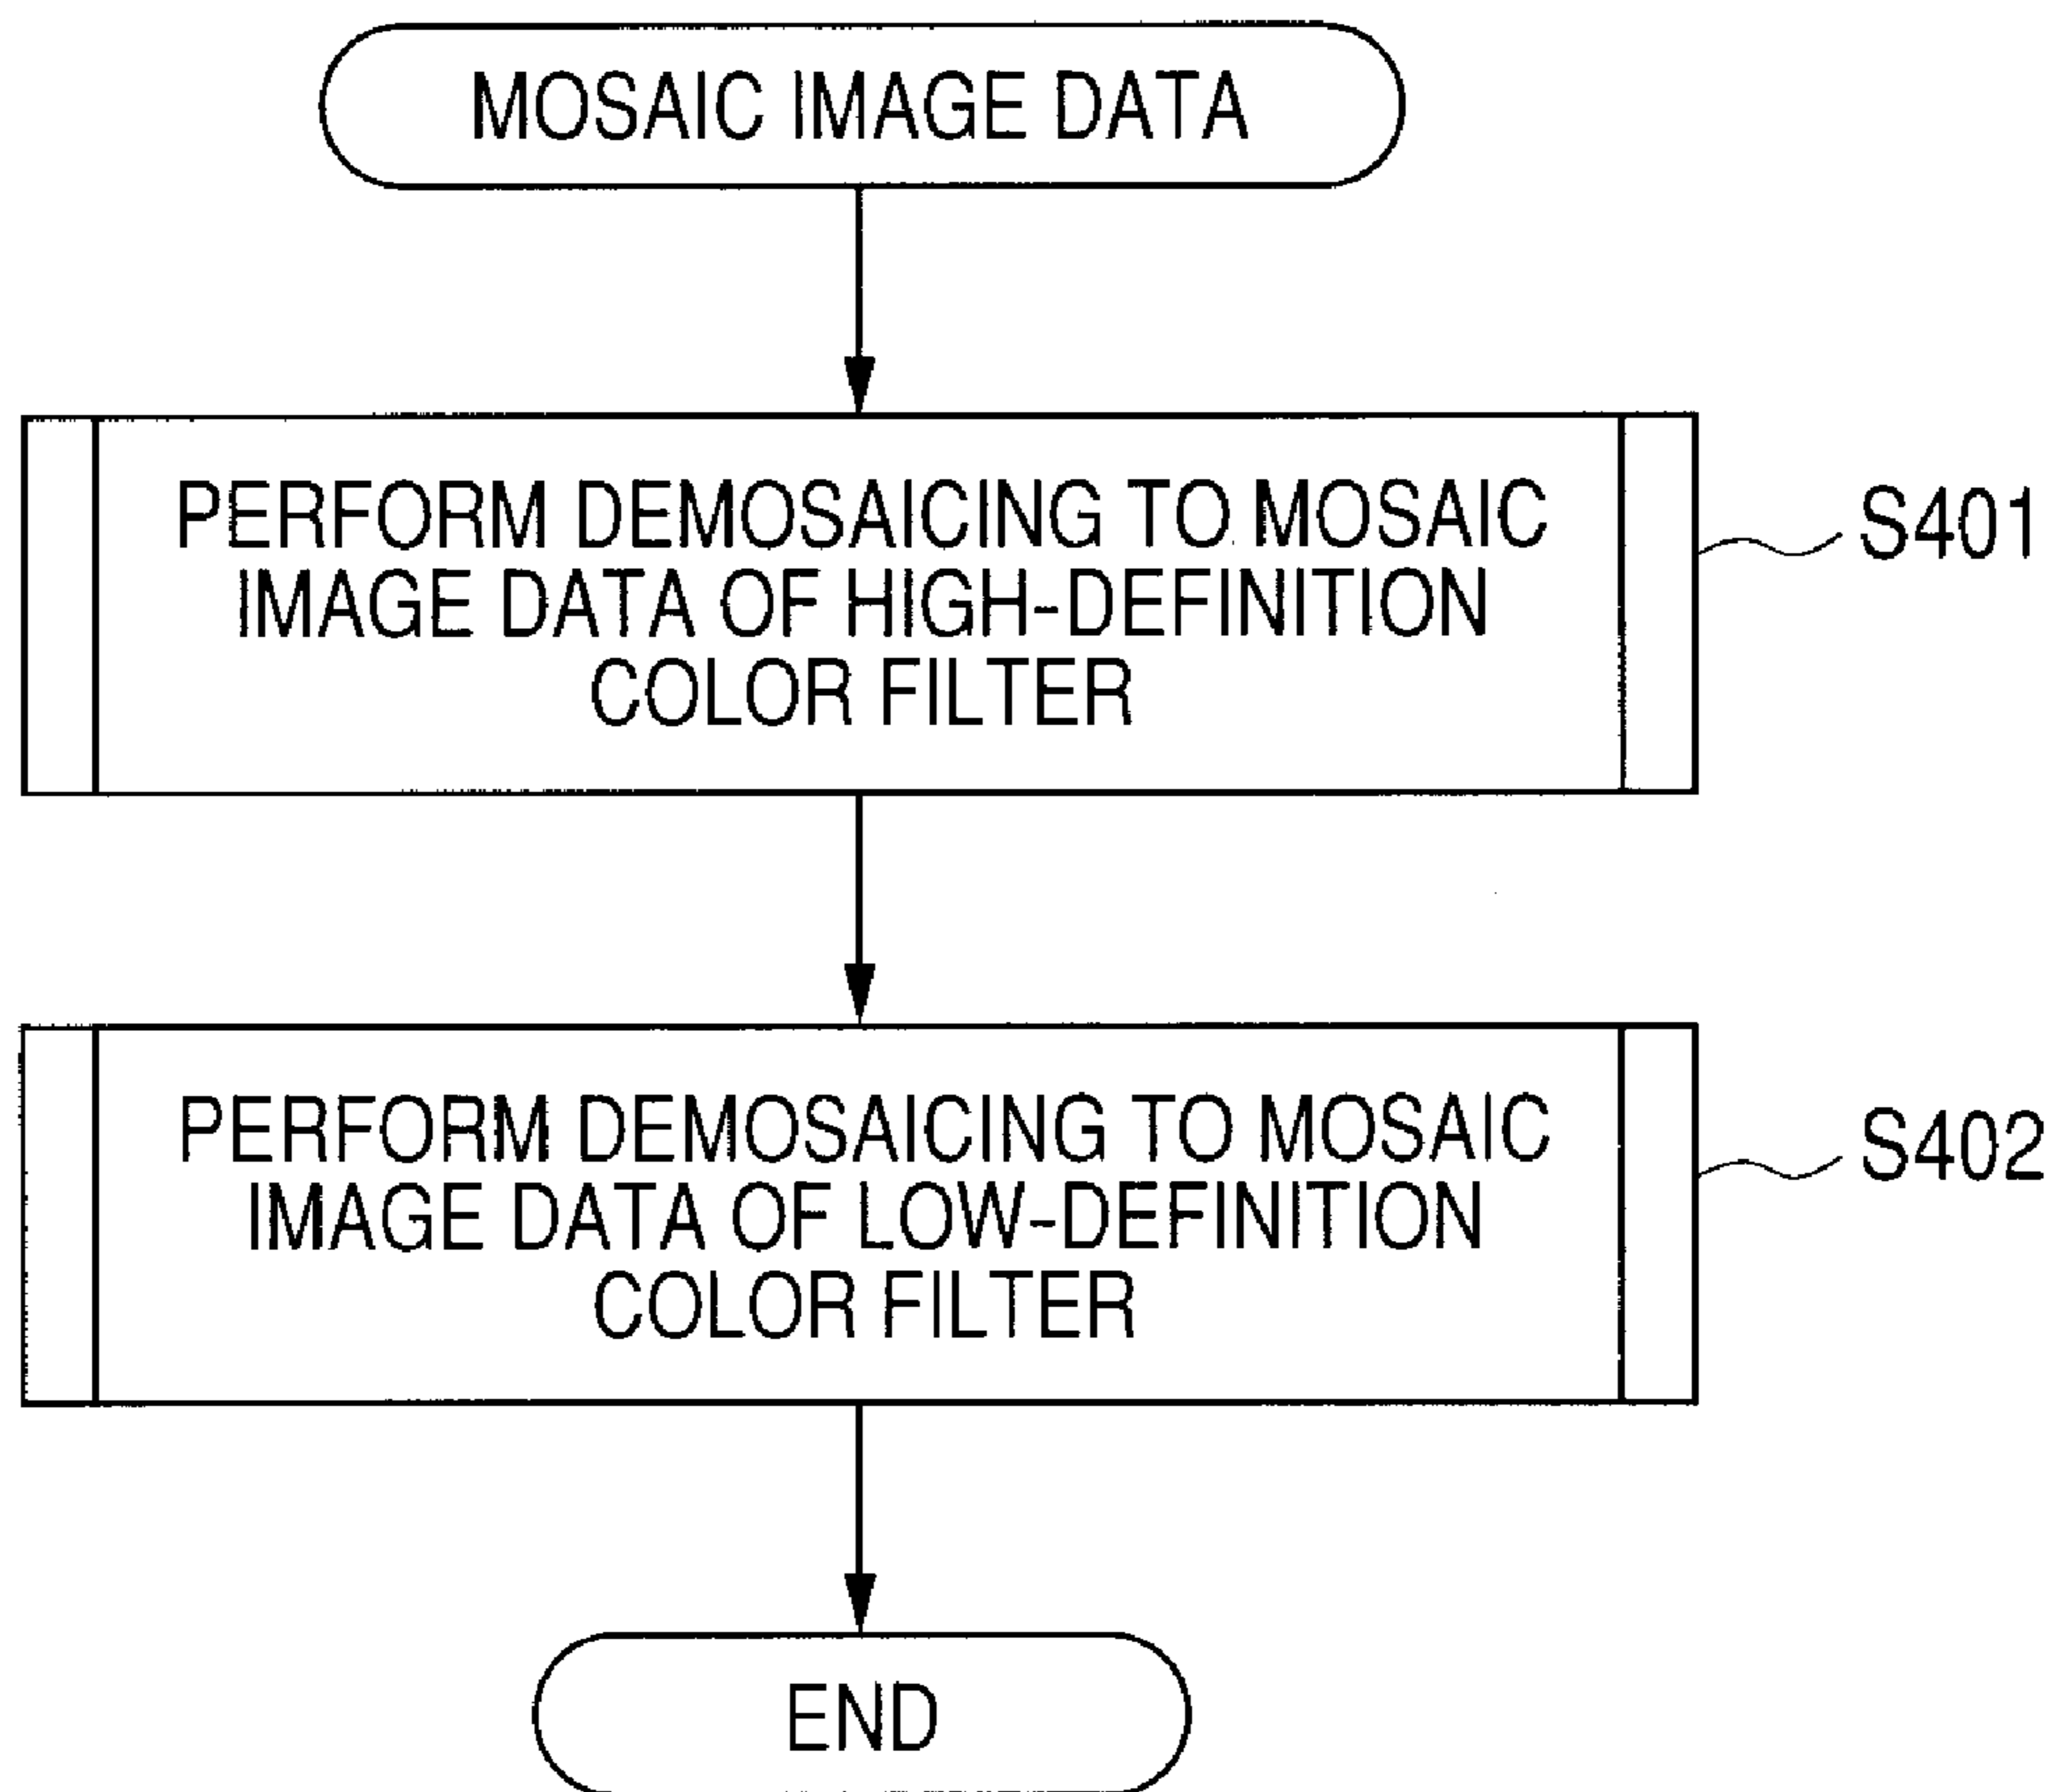 MOSAIC IMAGE DATA
PERFORM DEMOSAICING TO MOSAIC
IMAGE DATA OF HIGH-DEFINITION
COLOR FILTER
S401
PERFORM DEMOSAICING TO MOSAIC
IMAGE DATA OF LOW-DEFINITION
COLOR FILTER
S402
END